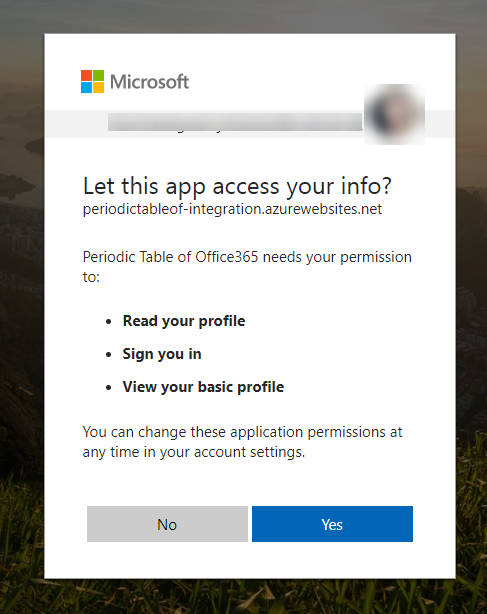 Microsoft
Let this app access your info?
periodictableof-integration.azurewebsites.net
Periodic Table of Office365 needs your permission
to:
• Read your profile
• Sign you in
• View your basic profile
You can change these application permissions at
any time in your account settings.
No
Yes